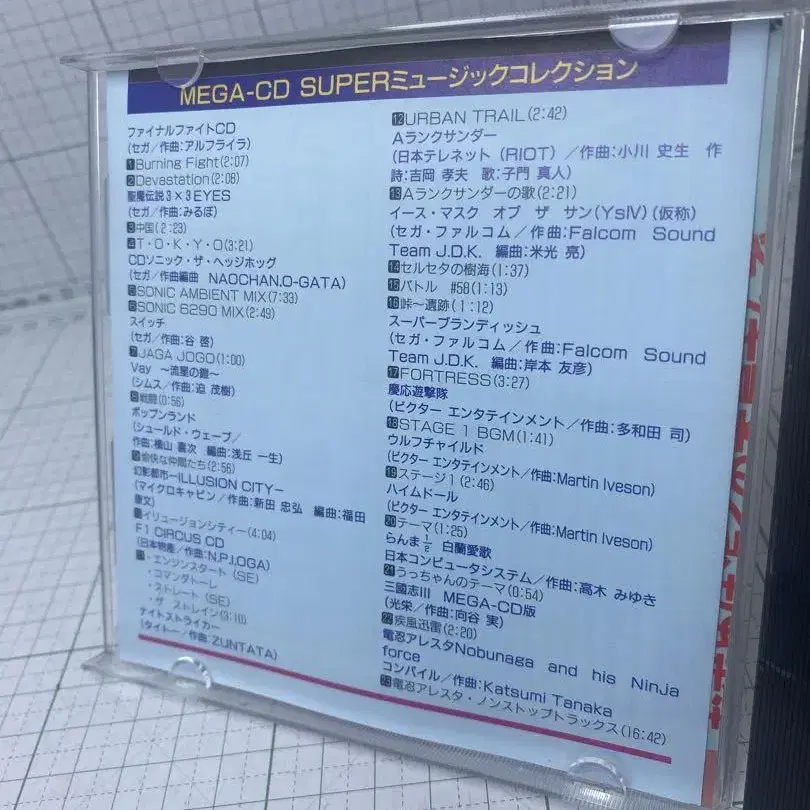 MEGA-CD SUPERミュージックコレクション
ファイナルファイトCD
(セガ/作曲:アルフライラ)
1Burning Fight(2:07)
2Devastation(2:06)
聖魔伝説3×3EYES
(セガ/作曲:みるぽ)
3中国(2:23)
4T・O・K・Y・O(3:21)
CDソニック・ザ・ヘッジホッグ
(セガ/作曲編曲 NAOCHAN.O-GATA)
5SONIC AMBIENT MIX(7:33)
6SONIC 6290 MIX(2:49)
スイッチ
(セガ/作曲:谷 啓)
7JAGA JOGO(1:00)
Vay ～流星の鎧～
(シムス/作曲:迫 茂樹)
8戦闘(0:56)
ポップンランド
(シュールド・ウェーブ/
作曲:横山 喜次 編曲:浅丘 一生)
9愉快な仲間たち(2:56)
幻影都市ーILLUSION CITYー
(マイクロキャビン/作曲:新田 忠弘 編曲:福田
康文)
10イリュージョンシティー(4:04)
F1 CIRCUS CD
(日本物産/作曲:N.P.I.OGA)
11・エンジンスタート (SE)
・コマンダトーレ
・ストレート (SE)
・ザ ストレイン(3:10)
ナイトストライカー
(タイトー/作曲:ZUNTATA)
12URBAN TRAIL(2:42)
Aランクサンダー
(日本テレネット (RIOT) /作曲:小川 史生 作
詩:吉岡 孝夫 歌:子門 真人)
13Aランクサンダーの歌(2:21)
イース・マスク オブ ザ サン(YsⅣ)(仮称)
(セガ・ファルコム/作曲:Falcom Sound
Team J.D.K. 編曲:米光 亮)
14セルセタの樹海(1:37)
15バトル #58(1:13)
16峠～遺跡(1:12)
スーパーブランディッシュ
(セガ・ファルコム/作曲:Falcom Sound
Team J.D.K. 編曲:岸本 友彦)
17FORTRESS(3:27)
慶応遊撃隊
(ビクター エンタテインメント/作曲:多和田 司)
18STAGE 1 BGM(1:41)
ウルフチャイルド
(ビクター エンタテインメント/作曲:Martin Iveson)
19ステージ1(2:46)
ハイムドール
(ビクター エンタテインメント/作曲:Martin Iveson)
20テーマ(1:25)
らんま½ 白蘭愛歌
日本コンピュータシステム/作曲:高木 みゆき
21うっちゃんのテーマ(0:54)
三國志Ⅲ MEGA-CD版
(光栄/作曲:向谷 実)
22疾風迅雷(2:20)
電忍アレスタNobunaga and his Ninja
force
コンパイル/作曲:Katsumi Tanaka
23電忍アレスタ・ノンストップトラックス(16:42)